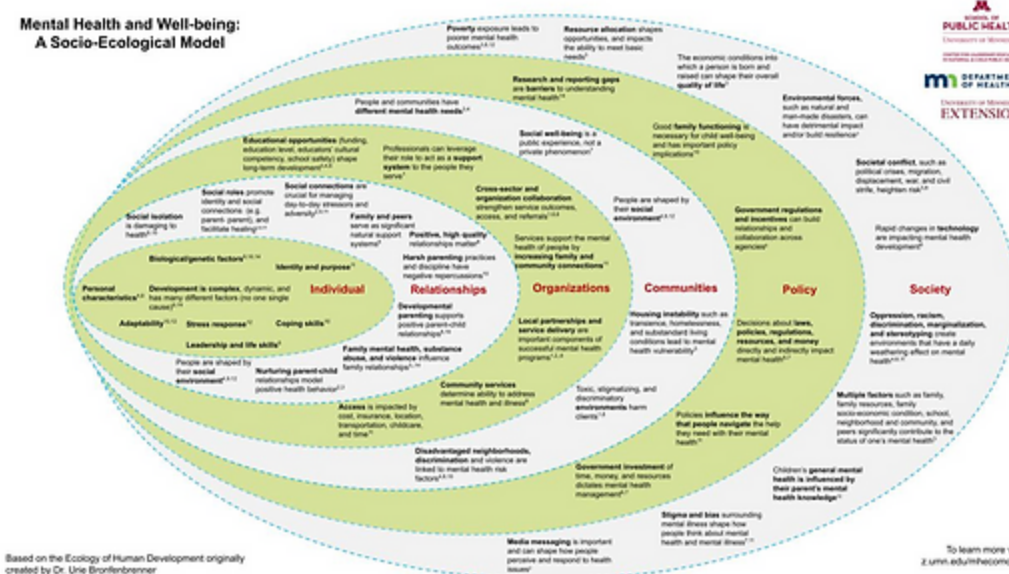 Mental Health and Well-being:
A Socio-Ecological Model
SCHOOL OF
PUBLIC HEALT
UNIVERSITY OF MINNESO
DEPARTM
OF HEALTH
UNIVERSITY OF MINNESOTA
EXTENSION
Poverty exposure leads to
poorer mental health
outcomes
Resource allocation shapes
opportunities, and impacts
the ability to meet basic
needs
The economic conditions into
which a person is born and
raised can shape their overall
quality of life
Environmental forces,
such as natural and
man-made disasters, can
have detrimental impact
and/or build resilience
Societal conflict, such as
political crises, migration,
displacement, war, and civil
strife, heighten risk
Rapid changes in technology
are impacting mental health
development
Society
Oppression, racism,
discrimination, marginalization,
and stereotyping create
environments that have a daily
weathering effect on mental
health
Multiple factors such as family,
family resources, family
socio-economic condition, school,
neighborhood and community, and
peers significantly contribute to the
status of one's mental health
Children's general mental
health is influenced by
their parent's mental
health knowledge
Stigma and bias surrounding
mental illness shape how
people think about mental
health and mental illness
Media messaging is important
and can shape how people
perceive and respond to health
issues
Research and reporting gaps
are barriers to understanding
mental health
Good family functioning is
necessary for child well-being
and has important policy
implications
Government regulations
and incentives can build
relationships and
collaboration across
agencies
Policy
Decisions about laws,
policies, regulations,
resources, and money
directly and indirectly impact
mental health
Policies influence the way
that people navigate the help
they need with their mental
health
Government investment of
time, money, and resources
dictates mental health
management
People and communities have
different mental health needs
Social well-being is a
public experience, not a
private phenomenon
People are shaped by
their social
environment
Communities
Housing instability such as
transience, homelessness,
and substandard living
conditions lead to mental
health vulnerability
Toxic, stigmatizing, and
discriminatory
environments harm
clients
Disadvantaged neighborhoods,
discrimination and violence are
linked to mental health risk
factors
Educational opportunities (funding,
education level, educators' cultural
competency, school safety) shape
long-term development
Professionals can leverage
their role to act as a support
system to the people they
serve
Cross-sector and
organization collaboration
strengthen service outcomes,
access, and referrals
Services support the mental
health of people by
increasing family and
community connections
Organizations
Local partnerships and
service delivery are
important components of
successful mental health
programs
Community services
determine ability to address
mental health and illness
Access is impacted by
cost, insurance, location,
transportation, childcare,
and time
Social isolation
is damaging to
health
Social roles promote
identity and social
connections (e.g.
parent- parent), and
facilitate healing
Social connections are
crucial for managing
day-to-day stressors and
adversity
Family and peers
serve as significant
natural support
systems
Positive, high quality
relationships matter
Harsh parenting practices
and discipline have
negative repercussions
Relationships
Developmental
parenting supports
positive parent-child
relationships
Family mental health, substance
abuse, and violence influence
family relationships
Nurturing parent-child
relationships model
positive health behavior
People are shaped by
their social
environment
Biological/genetic factors
Identity and purpose
Personal
characteristics
Development is complex, dynamic, and
has many different factors (no one single
cause)
Individual
Adaptability
Stress response
Coping skills
Leadership and life skills
Based on the Ecology of Human Development originally
created by Dr. Urie Bronfenbrenner
To learn more
z.umn.edu/mhecomo